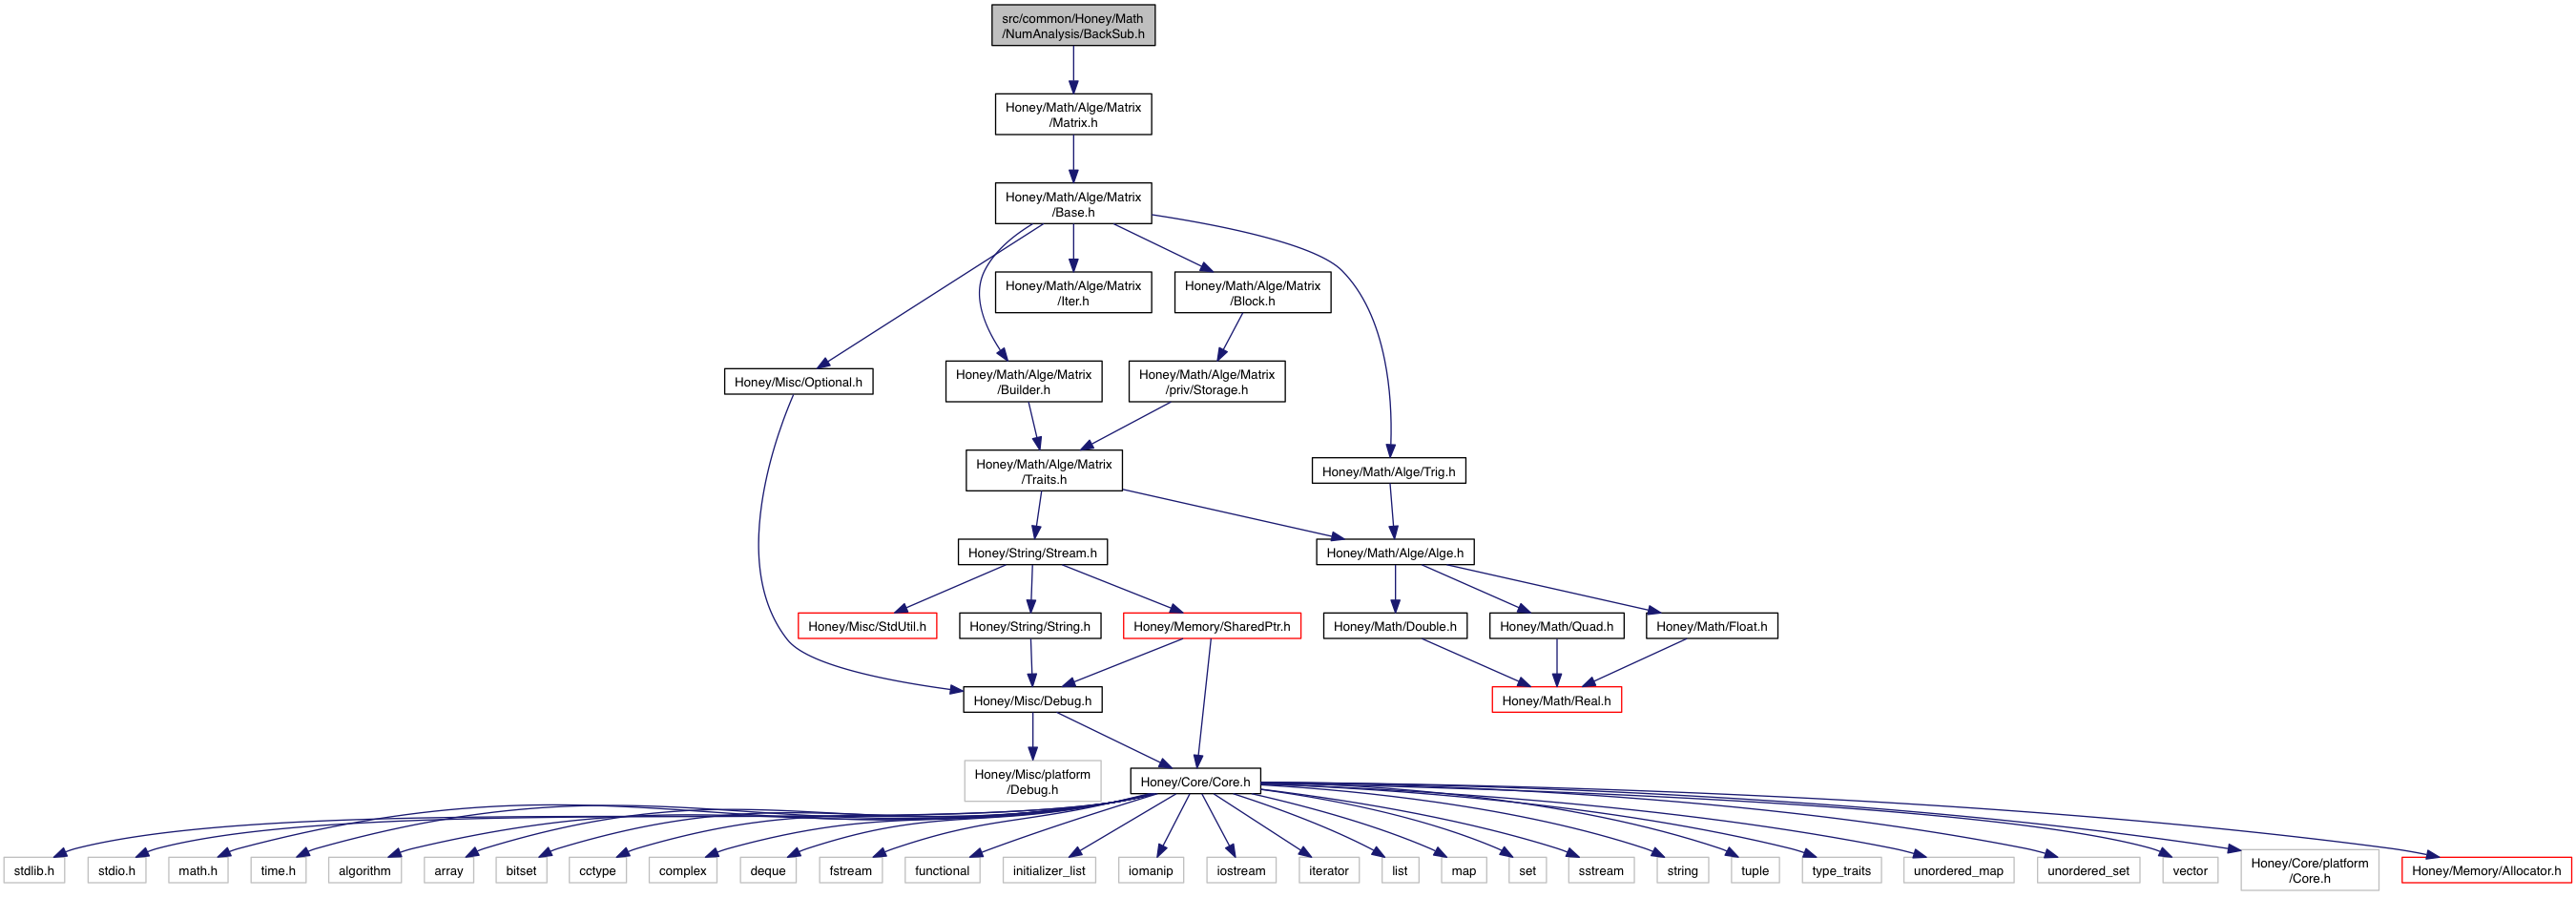 src/common/Honey/Math
/NumAnalysis/BackSub.h
Honey/Math/Alge/Matrix
/Matrix.h
Honey/Math/Alge/Matrix
/Base.h
Honey/Math/Alge/Matrix
/Iter.h
Honey/Math/Alge/Matrix
/Block.h
Honey/Misc/Optional.h
Honey/Math/Alge/Matrix
/Builder.h
Honey/Math/Alge/Matrix
/priv/Storage.h
Honey/Math/Alge/Matrix
/Traits.h
Honey/Math/Alge/Trig.h
Honey/String/Stream.h
Honey/Math/Alge/Alge.h
Honey/Misc/StdUtil.h
Honey/String/String.h
Honey/Memory/SharedPtr.h
Honey/Math/Double.h
Honey/Math/Quad.h
Honey/Math/Float.h
Honey/Misc/Debug.h
Honey/Math/Real.h
Honey/Misc/platform
/Debug.h
Honey/Core/Core.h
stdlib.h
stdio.h
math.h
time.h
algorithm
array
bitset
cctype
complex
deque
fstream
functional
initializer_list
iomanip
iostream
iterator
list
map
set
sstream
string
tuple
type_traits
unordered_map
unordered_set
vector
Honey/Core/platform
/Core.h
Honey/Memory/Allocator.h